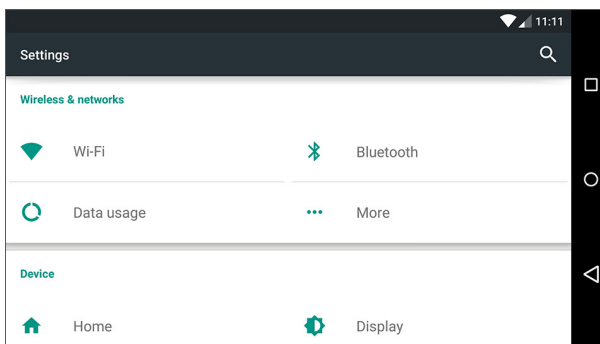 11:11
Settings
Wireless & networks
Wi-Fi Bluetooth
Data usage More
Device
Home Display